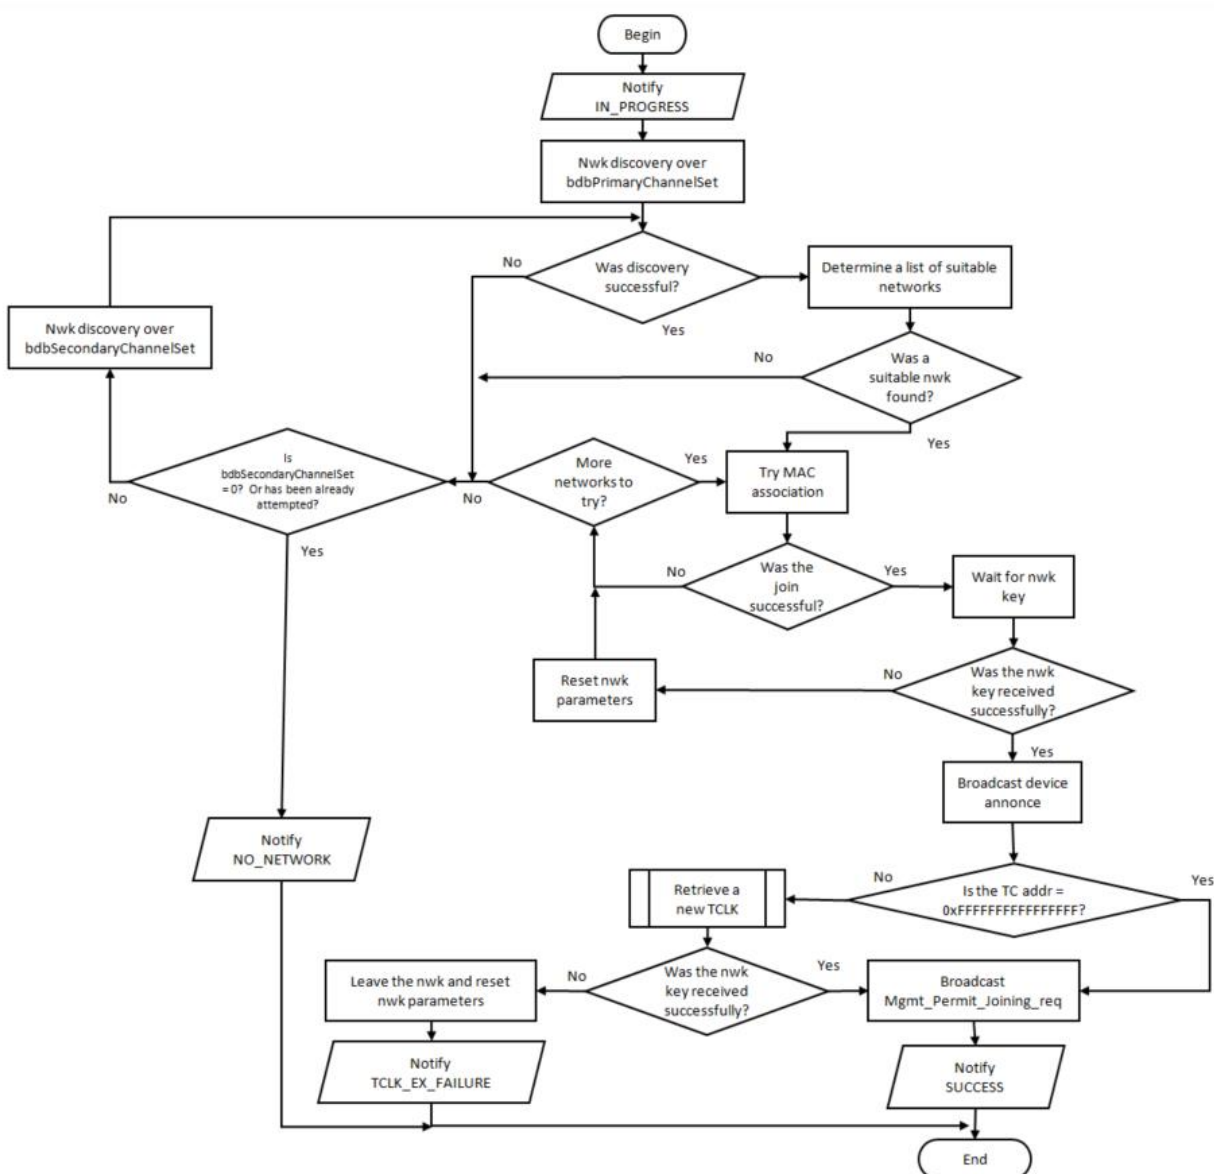 Begin
Notify
IN_PROGRESS
Nwk discovery over
bdbPrimaryChannelSet
No
Was discovery
successful?
Yes
Determine a list of suitable
networks
Nwk discovery over
bdbSecondaryChannelSet
No
Was a
suitable nwk
found?
Yes
Is
bdbSecondaryChannelSet
= 0? Or has been already
attempted?
No
Yes
More
networks to
try?
Yes
No
Try MAC
association
No
Was the
join
successful?
Yes
Wait for nwk
key
Reset nwk
parameters
No
Was the nwk
key received
successfully?
Yes
Broadcast device
annonce
Notify
NO_NETWORK
Retrieve a
new TCLK
No
Is the TC addr =
0xFFFFFFFFFFFFFFFF?
Yes
Leave the nwk and reset
nwk parameters
No
Was the nwk
key received
successfully?
Yes
Broadcast
Mgmt_Permit_Joining_req
Notify
TCLK_EX_FAILURE
Notify
SUCCESS
End